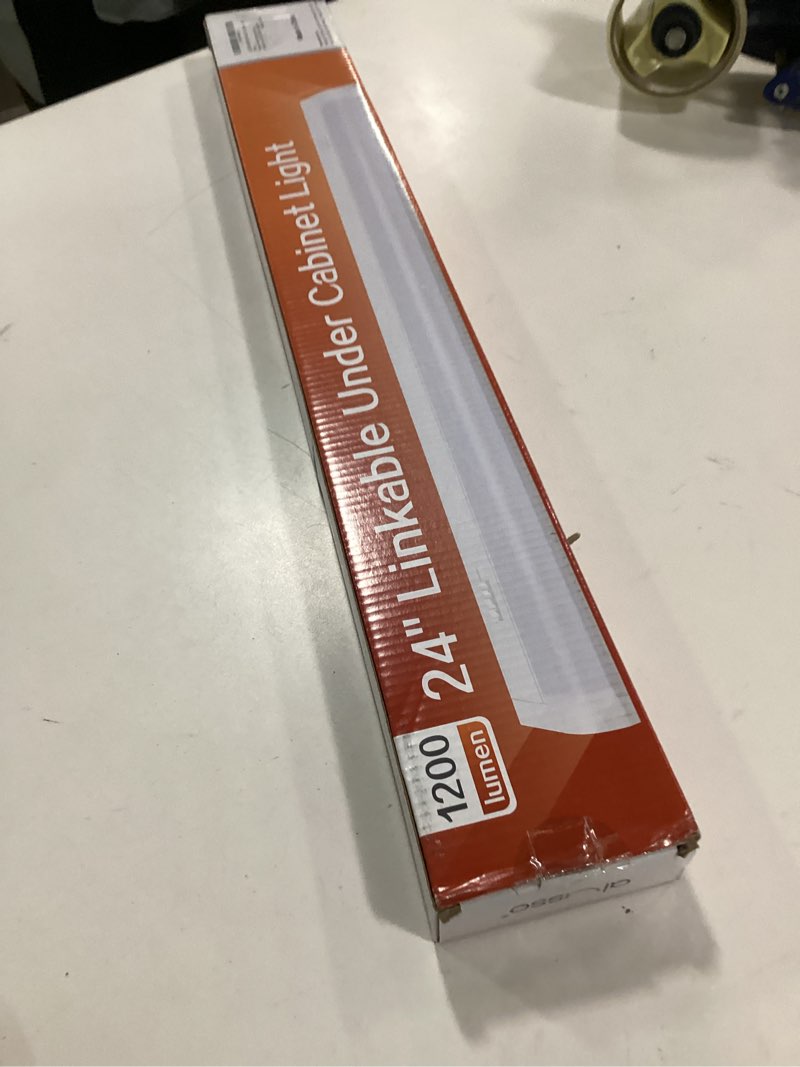 24" Linkable Under Cabinet Light
1200
lumen